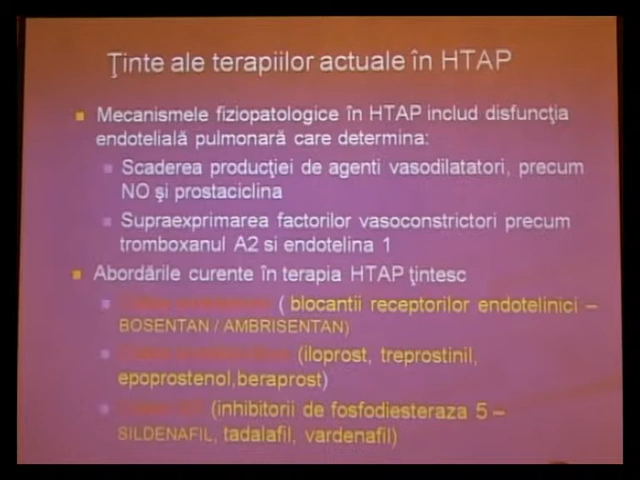 Ţinte ale terapiilor actuale în HTAP
Mecanismele fiziopatologice în HTAP includ disfuncţia
endotelială pulmonară care determina:
Scaderea producţiei de agenti vasodilatatori, precum
NO şi prostaciclina
Supraexprimarea factorilor vasoconstrictori precum
tromboxanul A2 si endotelina 1
Abordările curente în terapia HTAP ţintesc
( blocantii receptorilor endotelinici –
BOSENTAN / AMBRISENTAN)
(iloprost, treprostinil,
epoprostenol,beraprost)
(inhibitorii de fosfodiesteraza 5 –
SILDENAFIL, tadalafil, vardenafil)